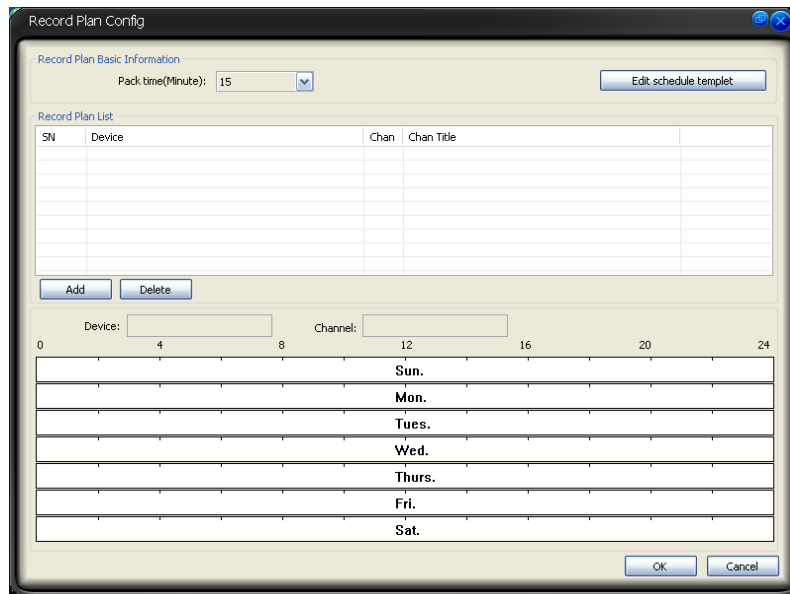 Record Plan Config
Record Plan Basic Information
Pack time(Minute): 15 Edit schedule templet
Record Plan List
SN Device Chan Chan Title
Add Delete
Device: Channel:
0 4 8 12 16 20 24
Sun.
Mon.
Tues.
Wed.
Thurs.
Fri.
Sat.
OK Cancel